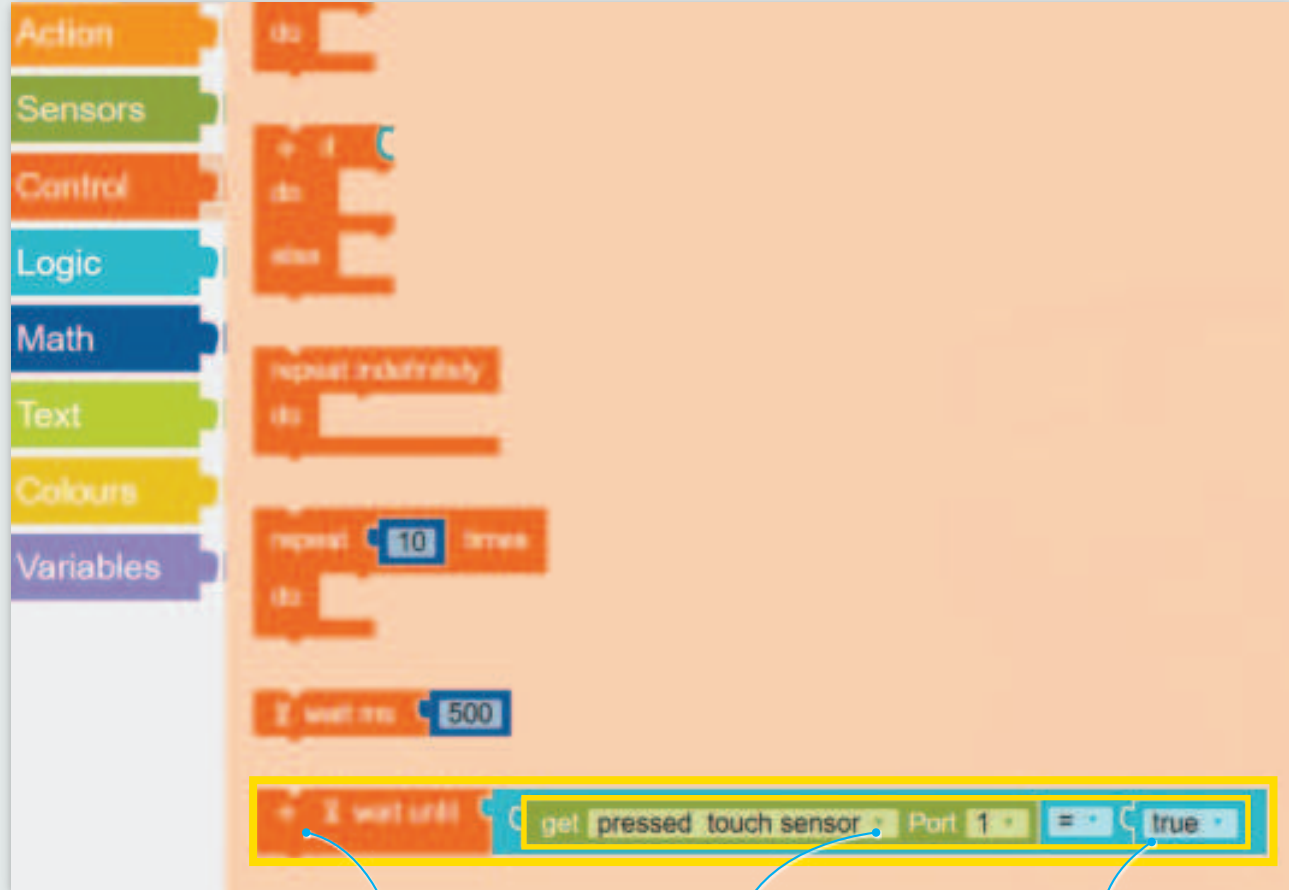 Action
Sensors
Control
Logic
Math
Text
Colours
Variables
do
+ if
do
else
repeat indefinitely
do
repeat 10 times
do
wait ms 500
+ wait until get pressed touch sensor Port 1 = true